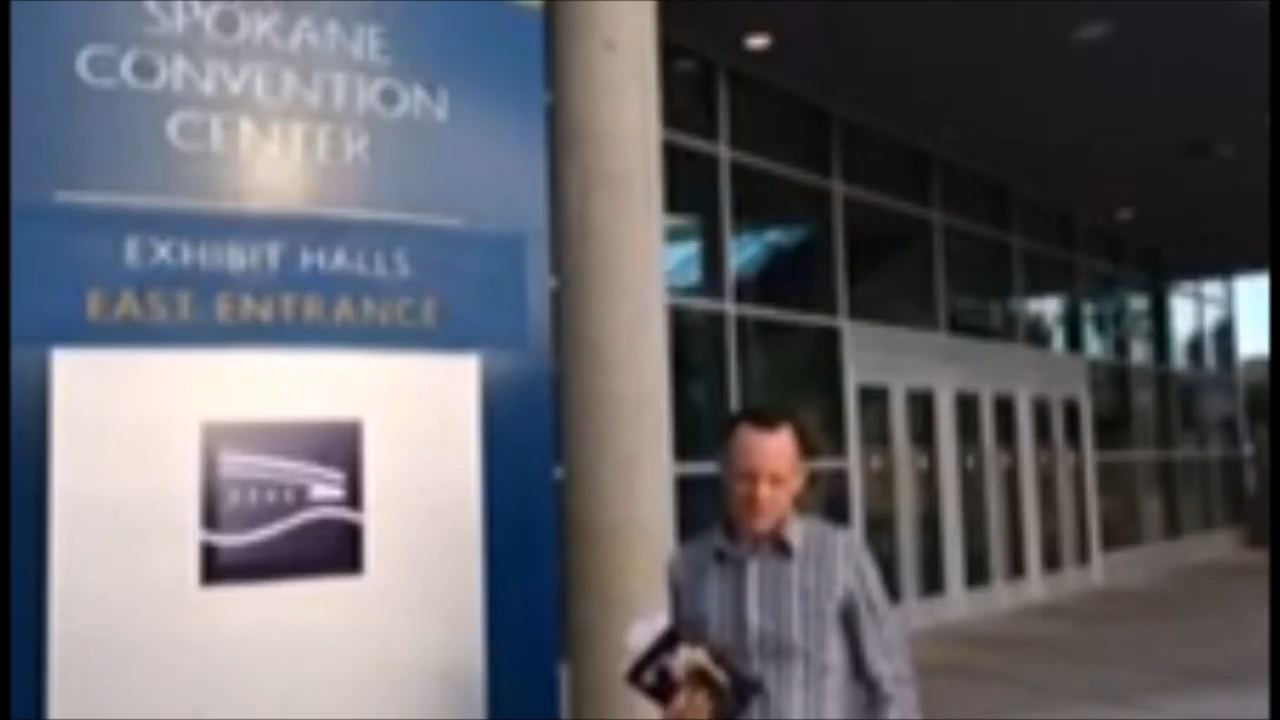 SPOKANE
CONVENTION
CENTER
EXHIBIT HALLS
EAST ENTRANCE